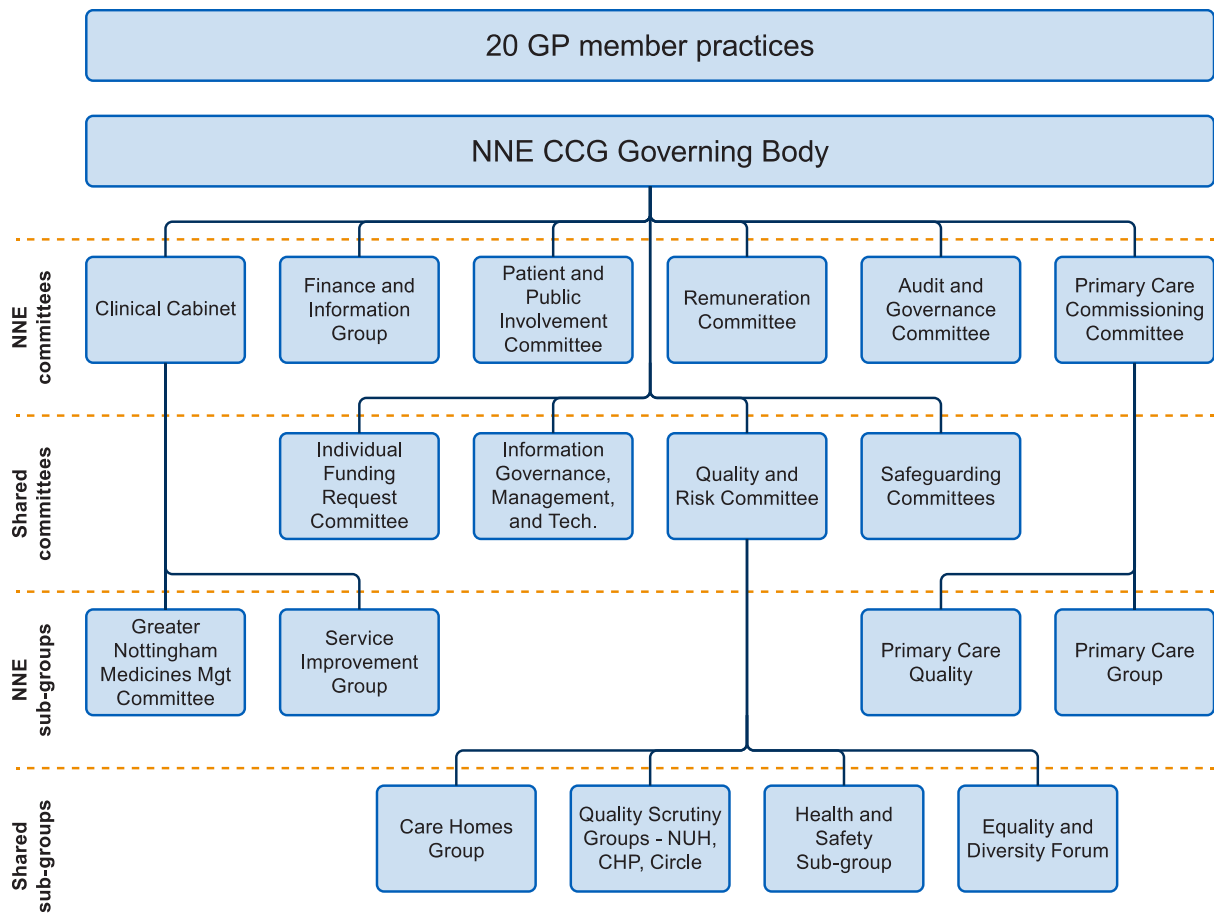 20 GP member practices
NNE CCG Governing Body
NNE
committees
Clinical Cabinet
Finance and
Information
Group
Patient and
Public
Involvement
Committee
Remuneration
Committee
Audit and
Governance
Committee
Primary Care
Commissioning
Committee
Shared
committees
Individual
Funding
Request
Committee
Information
Governance,
Management,
and Tech.
Quality and
Risk Committee
Safeguarding
Committees
NNE
sub-groups
Greater
Nottingham
Medicines Mgt
Committee
Service
Improvement
Group
Primary Care
Quality
Primary Care
Group
Shared
sub-groups
Care Homes
Group
Quality Scrutiny
Groups - NUH,
CHP, Circle
Health and
Safety
Sub-group
Equality and
Diversity Forum